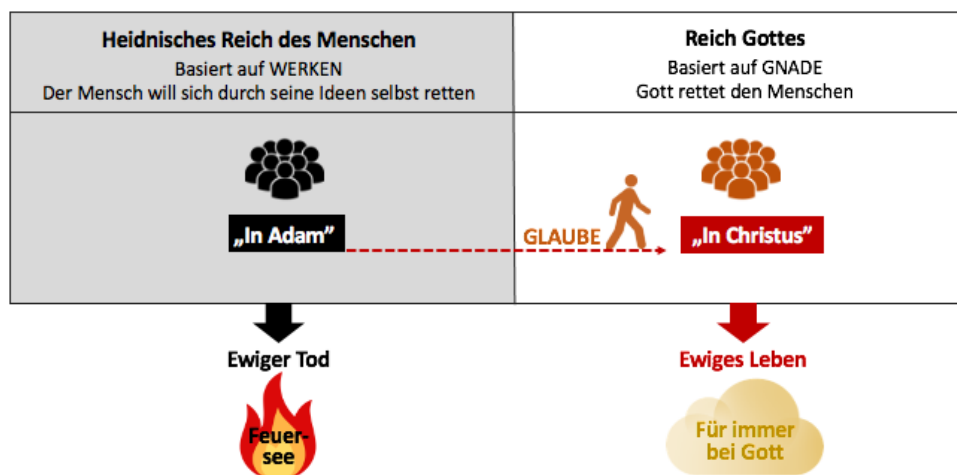 Heidnisches Reich des Menschen
Basiert auf WERKEN
Der Mensch will sich durch seine Ideen selbst retten
Reich Gottes
Basiert auf GNADE
Gott rettet den Menschen
„In Adam”
GLAUBE
„In Christus”
Ewiger Tod
Ewiges Leben
Feuer-
see
Für immer
bei Gott